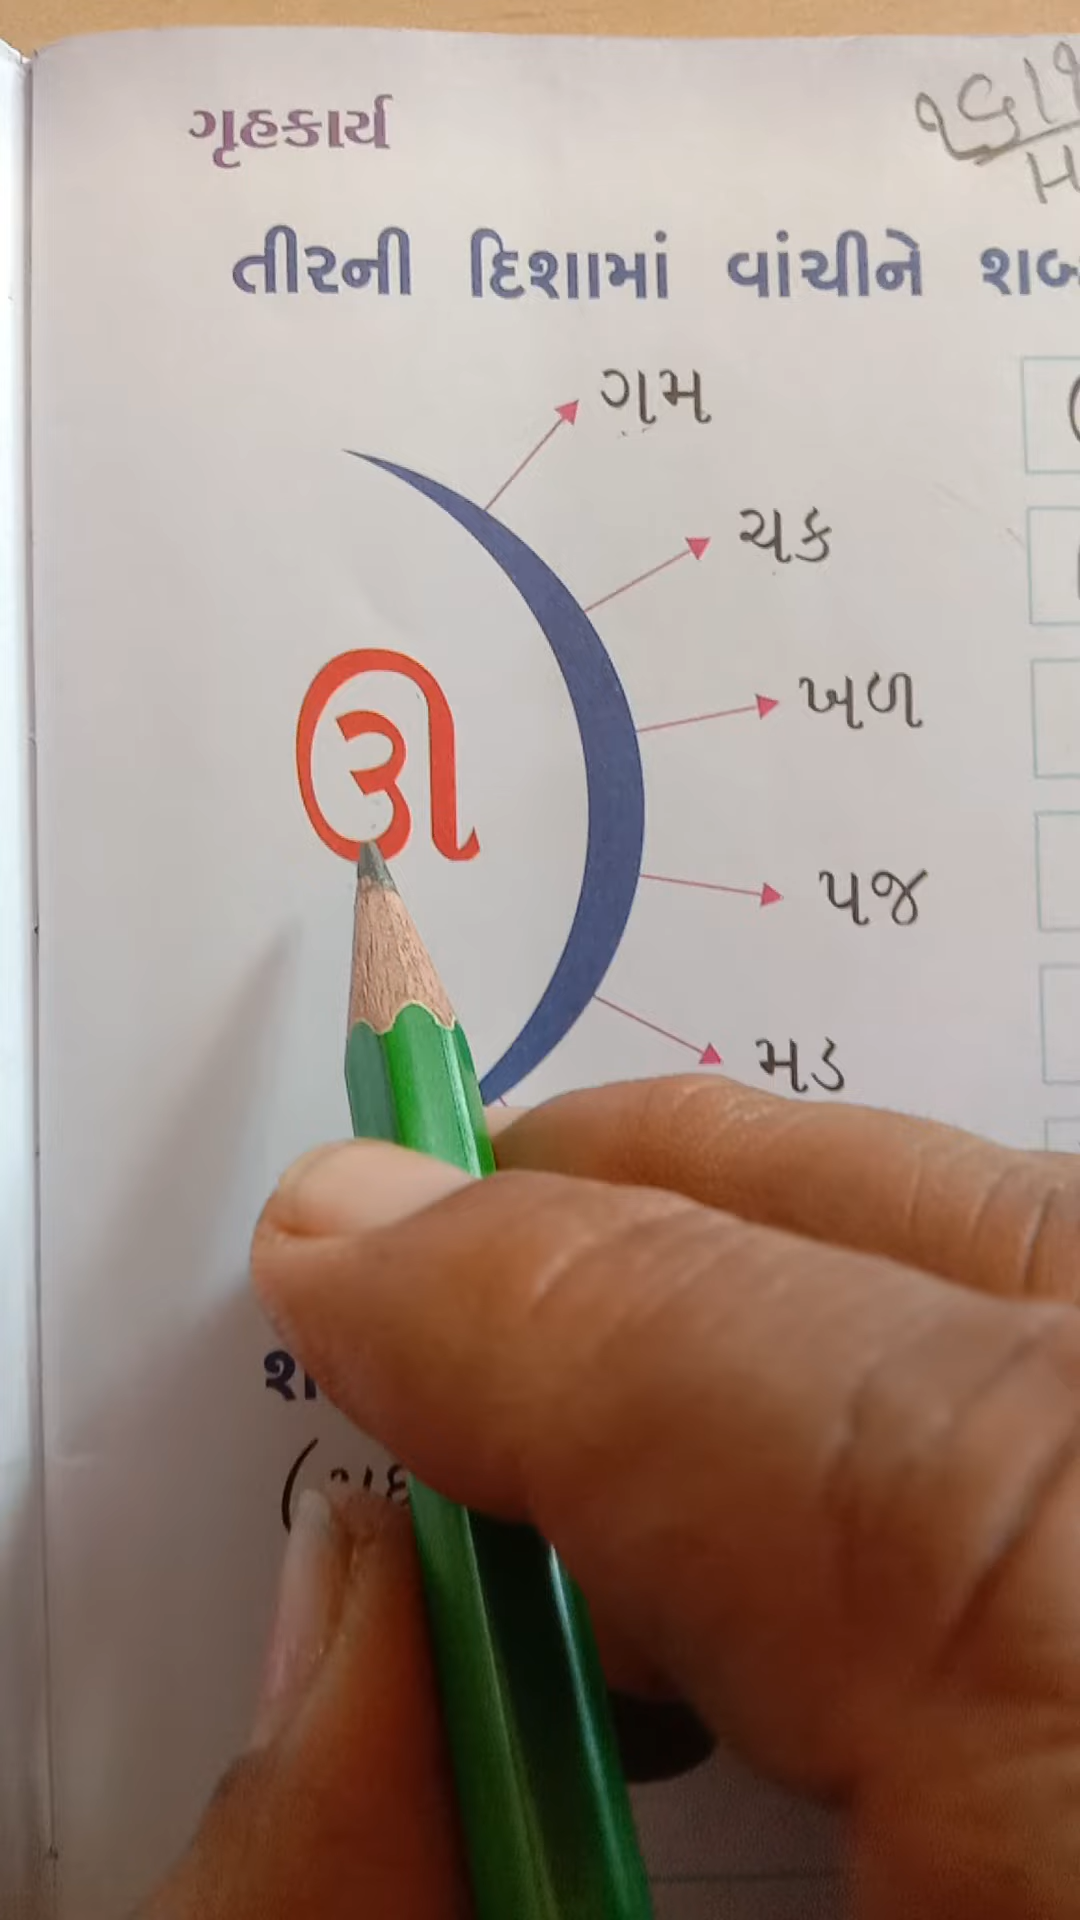 ગૃહકાર્ય
તીરની દિશામાં વાંચીને
ગમ
ચક
ખળ
ઊ
પજ
મડ